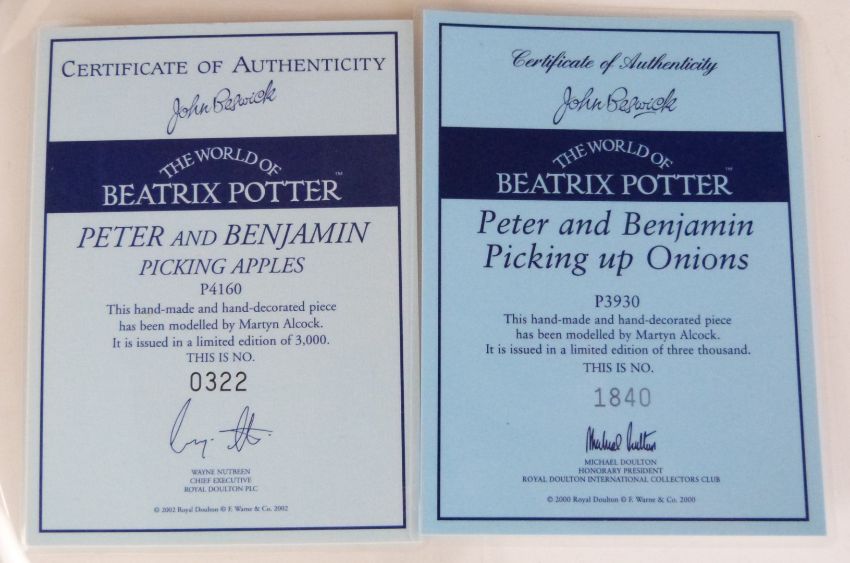 CERTIFICATE OF AUTHENTICITY
John Beswick
THE WORLD OF
BEATRIX POTTER™
PETER AND BENJAMIN
PICKING APPLES
P4160
This hand-made and hand-decorated piece
has been modelled by Martyn Alcock.
It is issued in a limited edition of 3,000.
THIS IS NO.
0322
WAYNE NUTBEEN
CHIEF EXECUTIVE
ROYAL DOULTON PLC
© 2002 Royal Doulton © F. Warne & Co. 2002
Certificate of Authenticity
John Beswick
THE WORLD OF
BEATRIX POTTER™
Peter and Benjamin
Picking up Onions
P3930
This hand-made and hand-decorated piece
has been modelled by Martyn Alcock.
It is issued in a limited edition of three thousand.
THIS IS NO.
1840
Michael Doulton
MICHAEL DOULTON
HONORARY PRESIDENT
ROYAL DOULTON INTERNATIONAL COLLECTORS CLUB
© 2000 Royal Doulton © F. Warne & Co. 2000